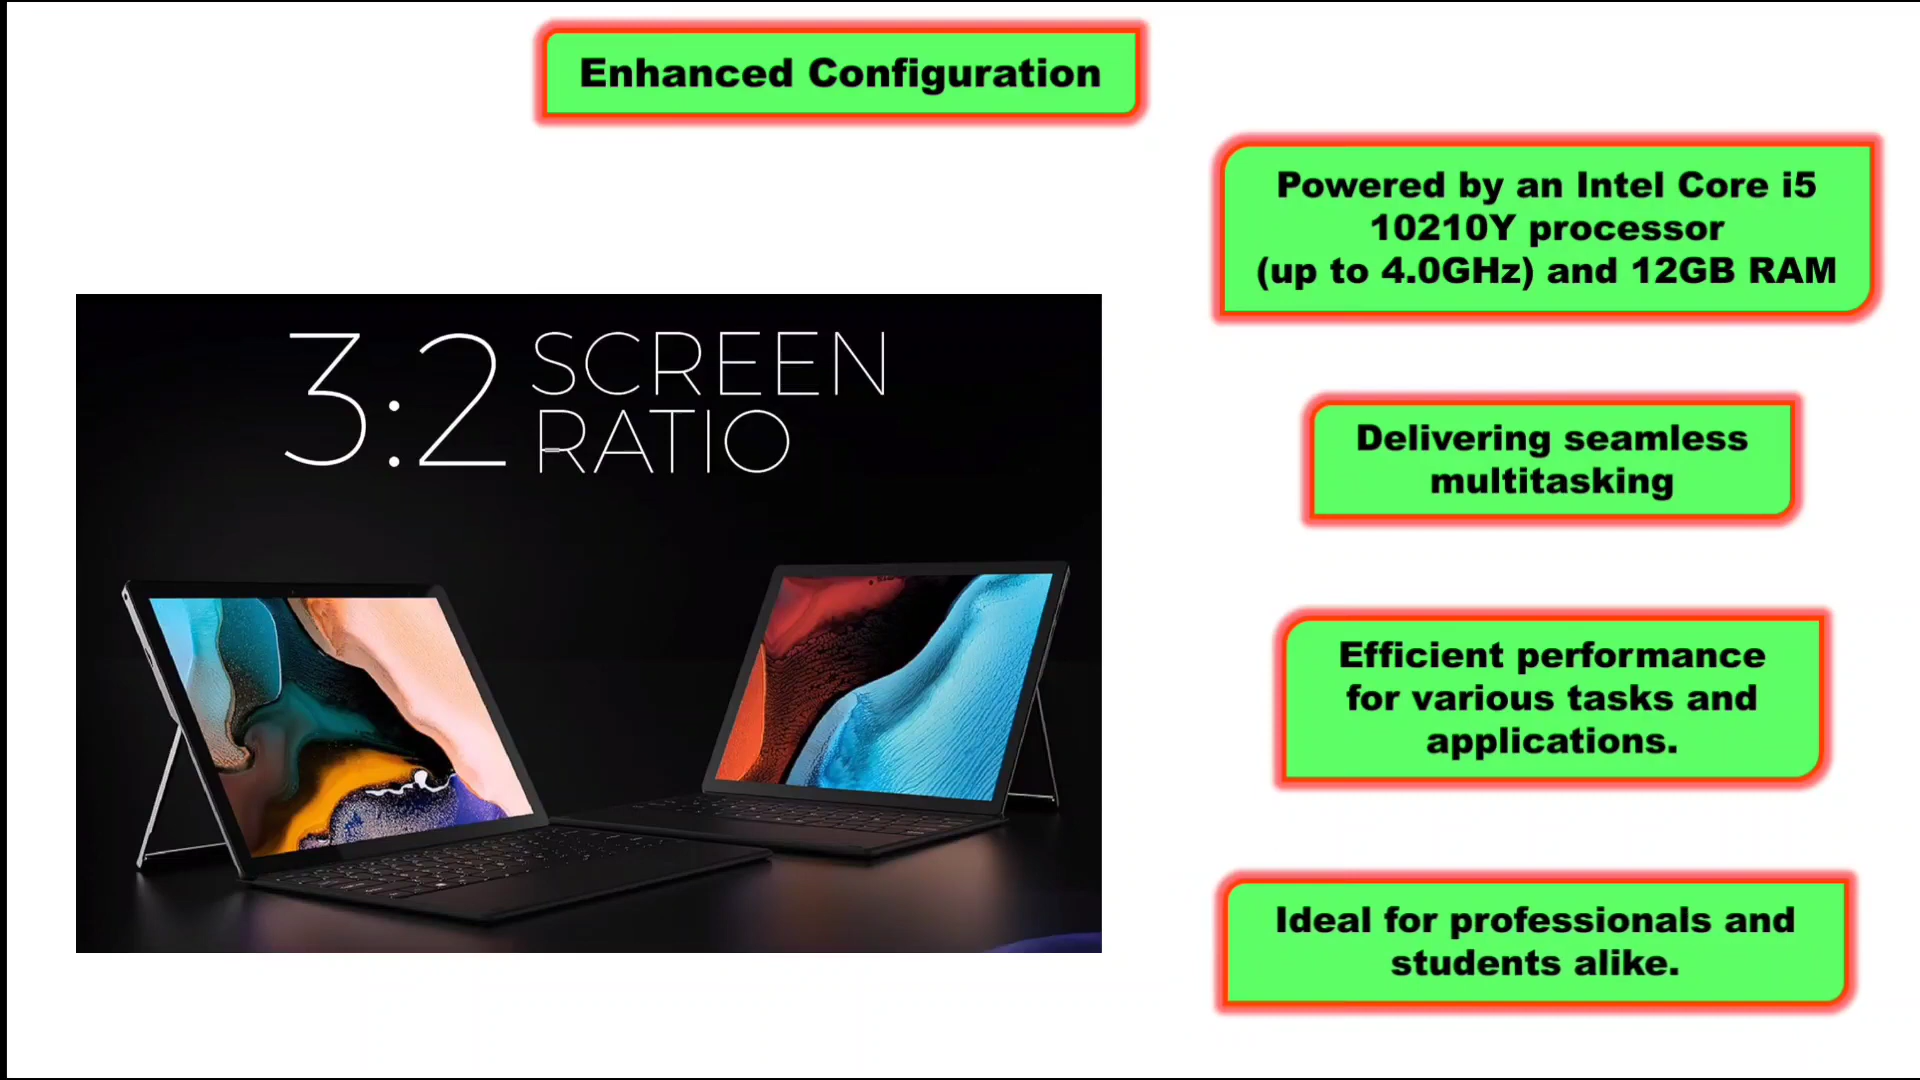 Enhanced Configuration
3:2 SCREEN
RATIO
Powered by an Intel Core i5
10210Y processor
(up to 4.0GHz) and 12GB RAM
Delivering seamless
multitasking
Efficient performance
for various tasks and
applications.
Ideal for professionals and
students alike.